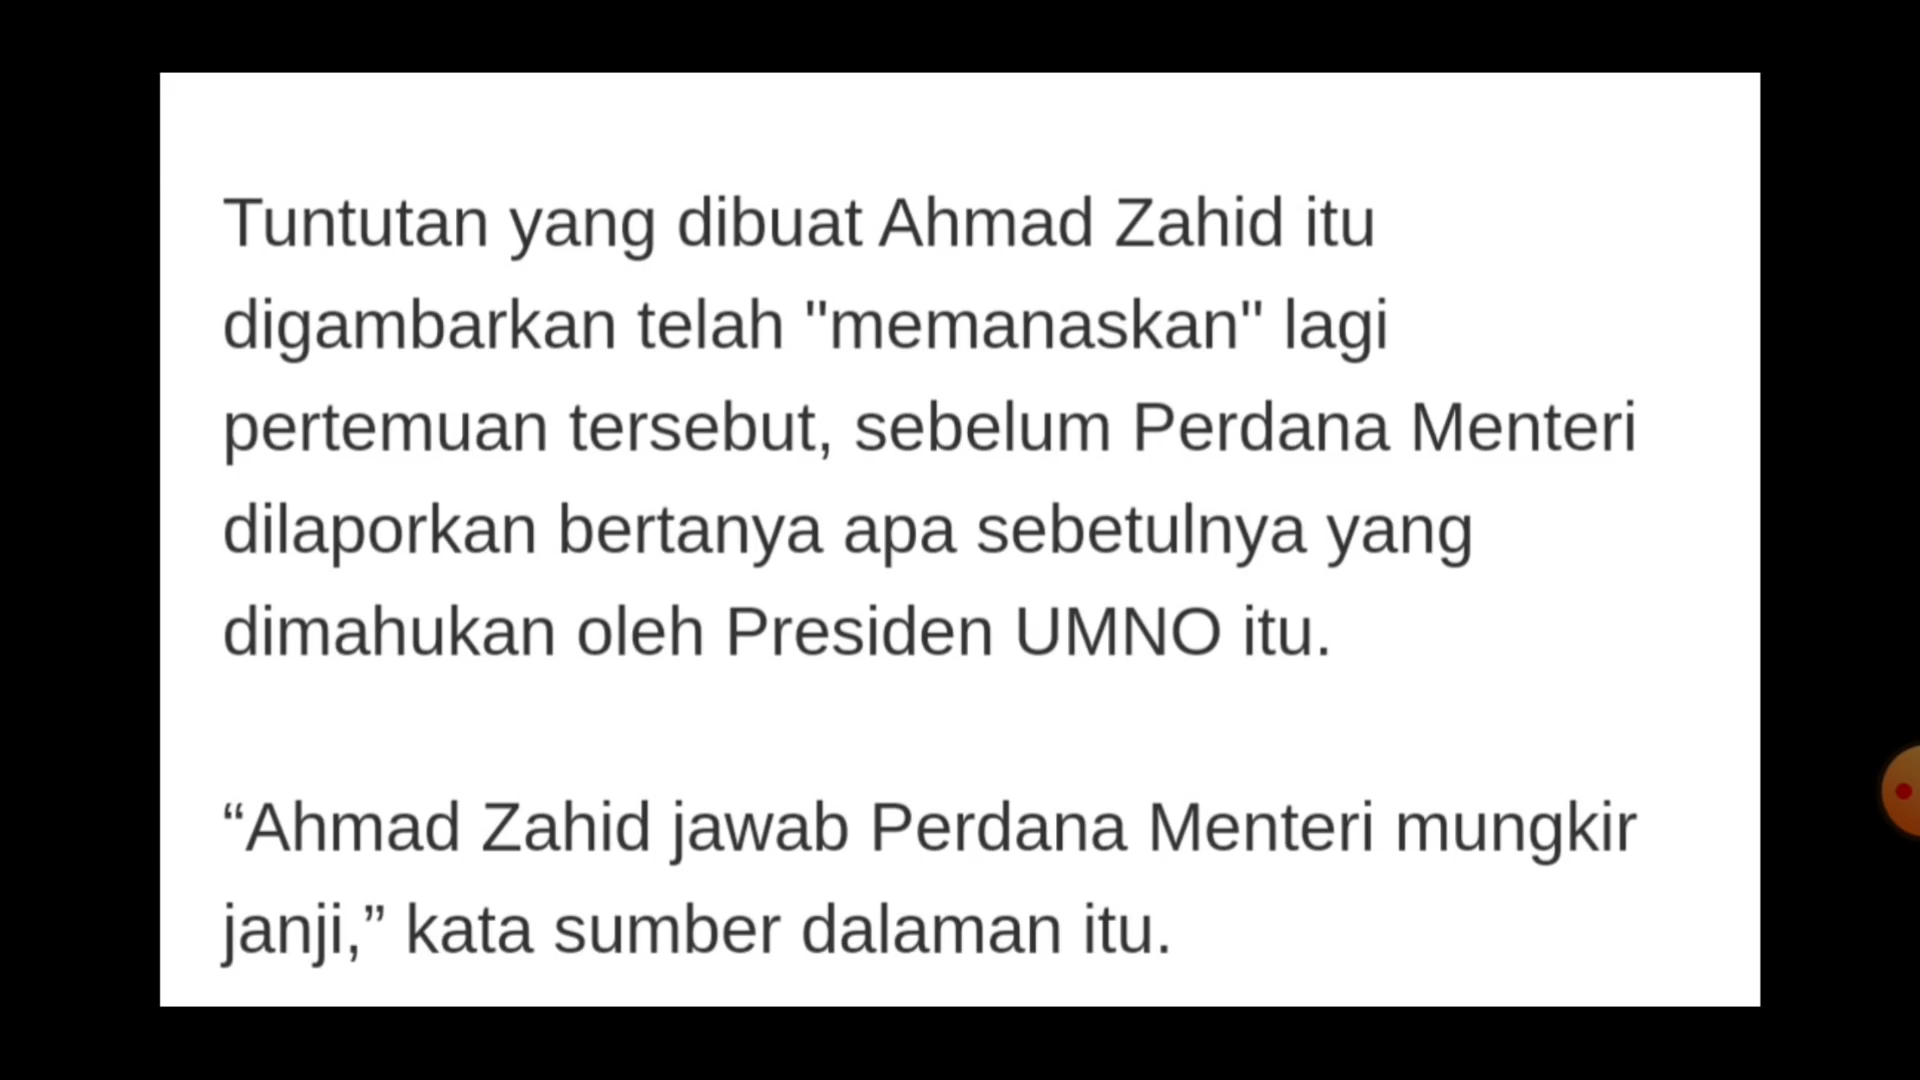 Tuntutan yang dibuat Ahmad Zahid itu
digambarkan telah "memanaskan" lagi
pertemuan tersebut, sebelum Perdana Menteri
dilaporkan bertanya apa sebetulnya yang
dimahukan oleh Presiden UMNO itu.
“Ahmad Zahid jawab Perdana Menteri mungkir
janji,” kata sumber dalaman itu.